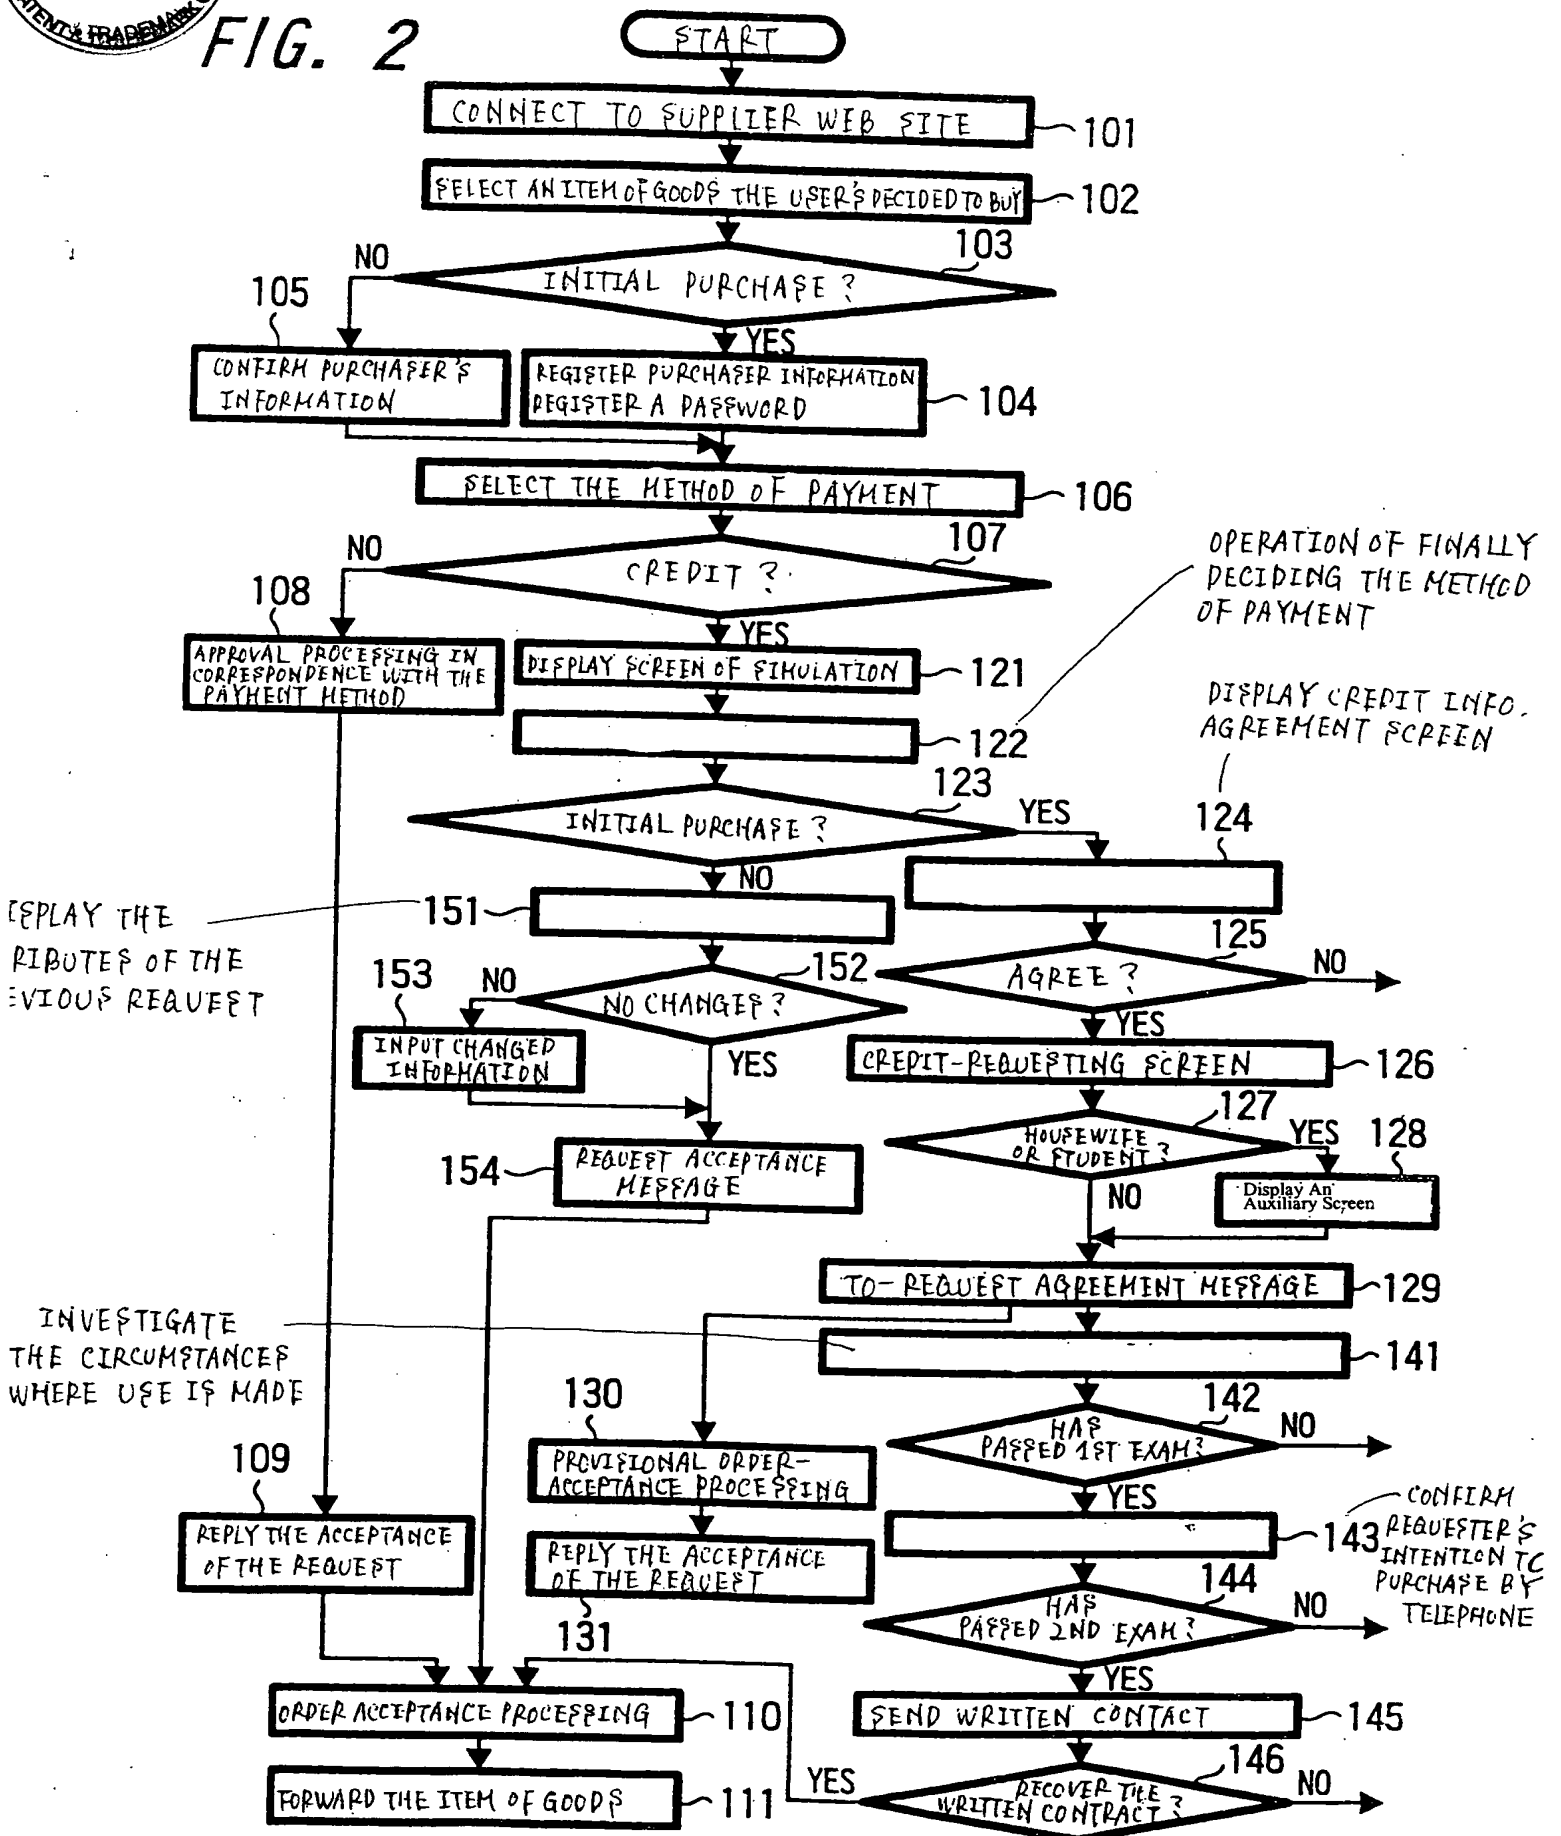 PATENT & TRADEMARK
FIG. 2
START
CONNECT TO SUPPLIER WEB SITE
101
SELECT AN ITEM OF GOODS THE USER'S DECIDED TO BUY
102
103
NO
INITIAL PURCHASE?
105
YES
CONFIRM PURCHASER'S
INFORMATION
REGISTER PURCHASER INFORMATION
REGISTER A PASSWORD
104
SELECT THE METHOD OF PAYMENT
106
107
NO
CREDIT?
OPERATION OF FINALLY
DECIDING THE METHOD
OF PAYMENT
108
YES
APPROVAL PROCESSING IN
CORRESPONDENCE WITH THE
PAYMENT METHOD
DISPLAY SCREEN OF SIMULATION
121
DISPLAY CREDIT INFO.
AGREEMENT SCREEN
122
123
YES
INITIAL PURCHASE?
124
NO
ISPLAY THE
RIBUTES OF THE
EVIOUS REQUEST
151
125
NO
AGREE?
153
NO
152
NO CHANGES?
YES
INPUT CHANGED
INFORMATION
YES
CREDIT-REQUESTING SCREEN
126
127
HOUSEWIFE
OR STUDENT?
YES
128
154
REQUEST ACCEPTANCE
MESSAGE
NO
Display An
Auxiliary Screen
TO-REQUEST AGREEMENT MESSAGE
129
INVESTIGATE
THE CIRCUMSTANCES
WHERE USE IS MADE
141
130
142
HAS
PASSED 1ST EXAM?
NO
109
PROVISIONAL ORDER-
ACCEPTANCE PROCESSING
YES
CONFIRM
REQUESTER'S
INTENTION TO
PURCHASE BY
TELEPHONE
143
REPLY THE ACCEPTANCE
OF THE REQUEST
REPLY THE ACCEPTANCE
OF THE REQUEST
131
144
HAS
PASSED 2ND EXAM?
NO
YES
ORDER ACCEPTANCE PROCESSING
110
SEND WRITTEN CONTACT
145
146
FORWARD THE ITEM OF GOODS
111
YES
RECOVER THE
WRITTEN CONTRACT?
NO